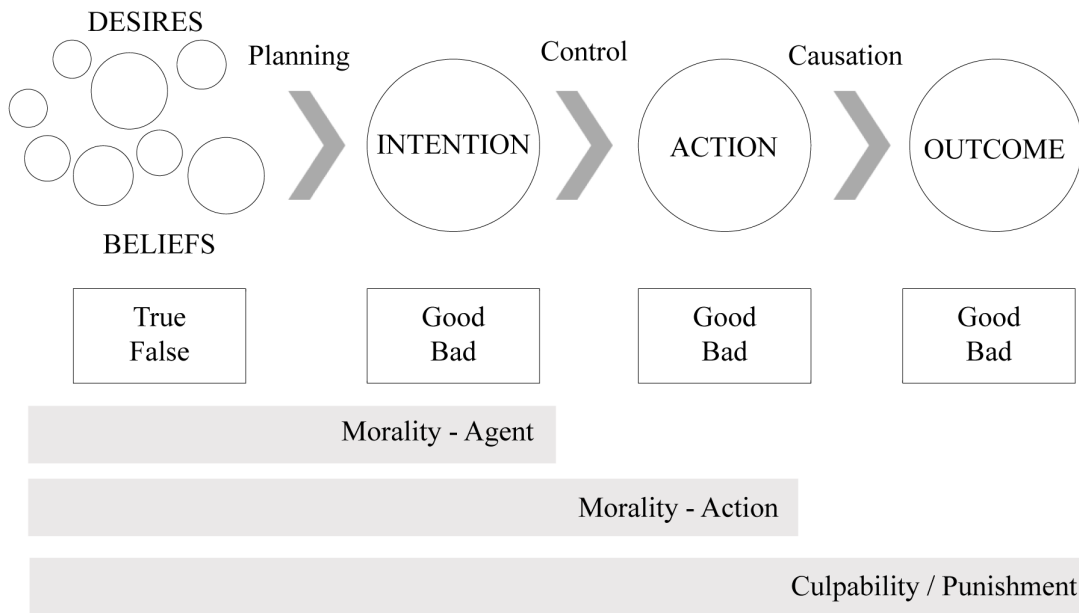 DESIRES
Planning
Control
Causation
INTENTION
ACTION
OUTCOME
BELIEFS
True
False
Good
Bad
Good
Bad
Good
Bad
Morality - Agent
Morality - Action
Culpability / Punishment